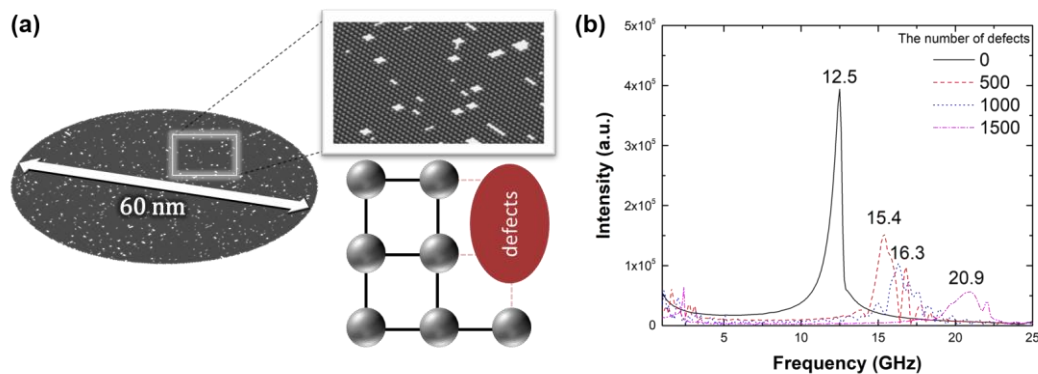 (a)
60 nm
defects
(b)
Intensity (a.u.)
5x10⁵
4x10⁵
3x10⁵
2x10⁵
1x10⁵
0
The number of defects
0
500
1000
1500
12.5
15.4
16.3
20.9
5 10 15 20 25
Frequency (GHz)